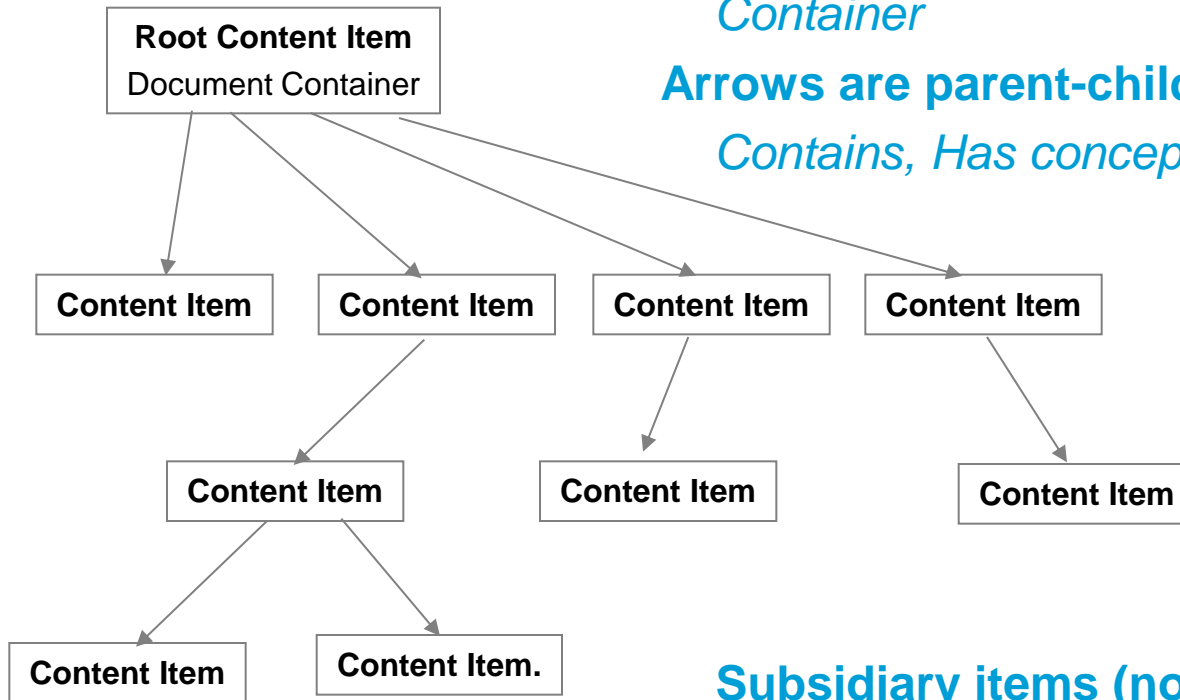 Container
Root Content Item
Document Container
Arrows are parent-chil
Contains, Has concep
Content Item
Content Item
Content Item
Content Item
Content Item
Content Item
Content Item
Content Item
Content Item.
Subsidiary items (no